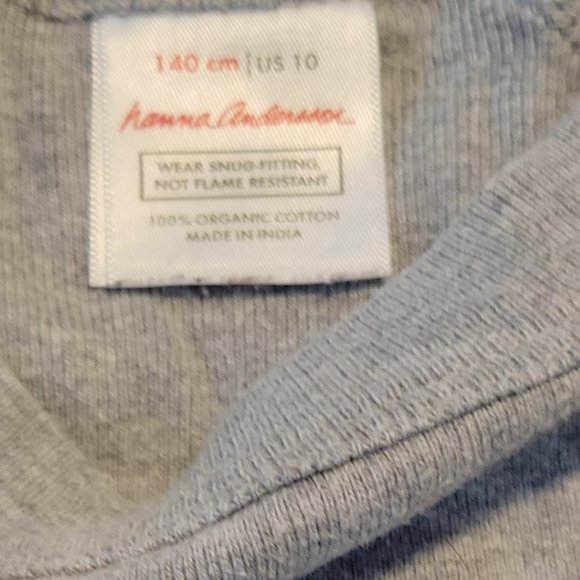 140 cm | US 10
hanna Andersson
WEAR SNUG-FITTING,
NOT FLAME RESISTANT
100% ORGANIC COTTON
MADE IN INDIA